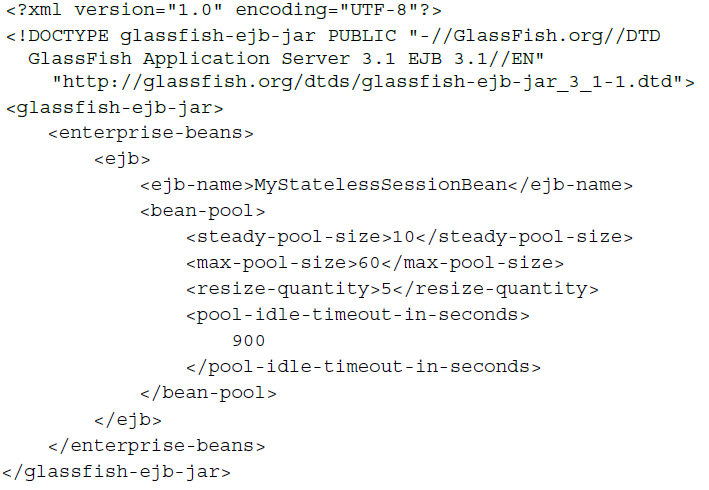 <?xml version="1.0" encoding="UTF-8"?>
<!DOCTYPE glassfish-ejb-jar PUBLIC "-//GlassFish.org//DTD
GlassFish Application Server 3.1 EJB 3.1//EN"
"http://glassfish.org/dtds/glassfish-ejb-jar_3_1-1.dtd">
<glassfish-ejb-jar>
<enterprise-beans>
<ejb>
<ejb-name>MyStatelessSessionBean</ejb-name>
<bean-pool>
<steady-pool-size>10</steady-pool-size>
<max-pool-size>60</max-pool-size>
<resize-quantity>5</resize-quantity>
<pool-idle-timeout-in-seconds>
900
</pool-idle-timeout-in-seconds>
</bean-pool>
</ejb>
</enterprise-beans>
</glassfish-ejb-jar>